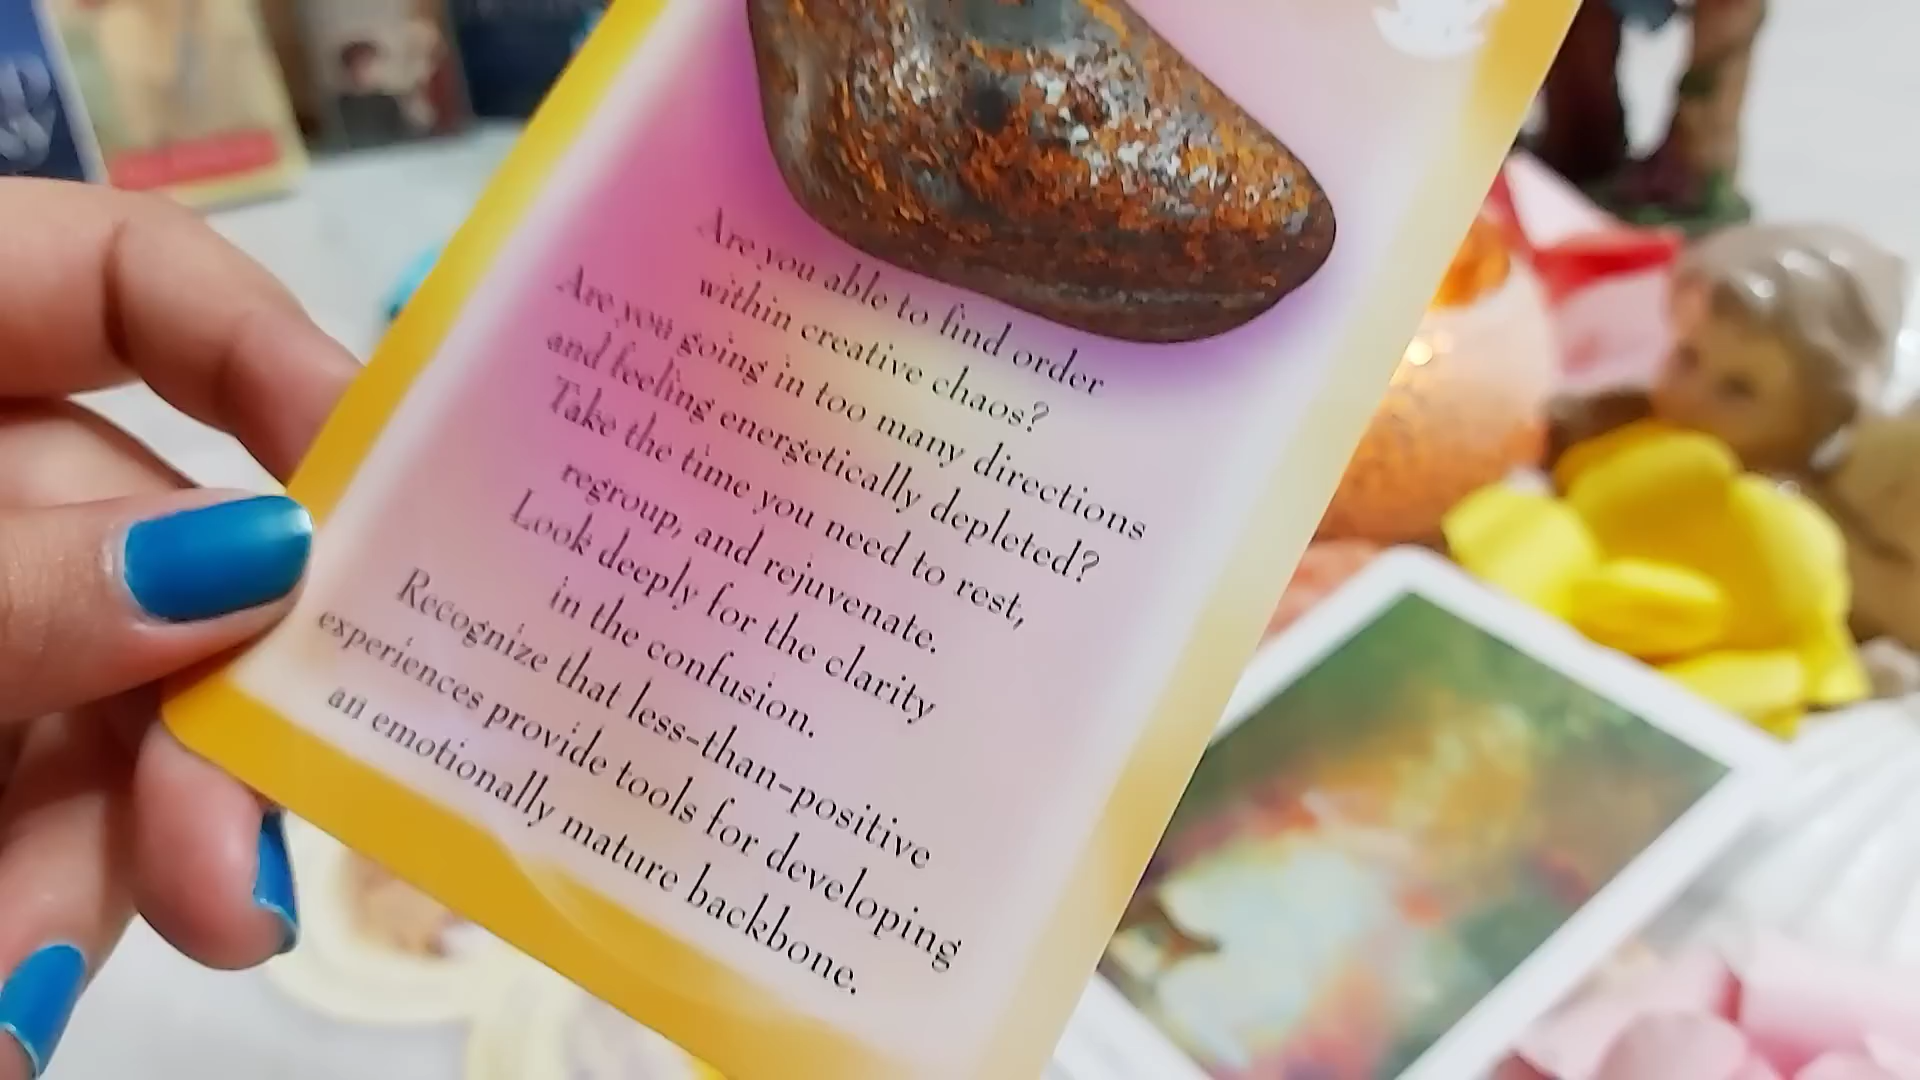 Are you able to find order
within creative chaos?
Are you going in too many directions
and feeling energetically depleted?
Take the time you need to rest,
regroup, and rejuvenate.
Look deeply for the clarity
in the confusion.
Recognize that less-than-positive
experiences provide tools for developing
an emotionally mature backbone.